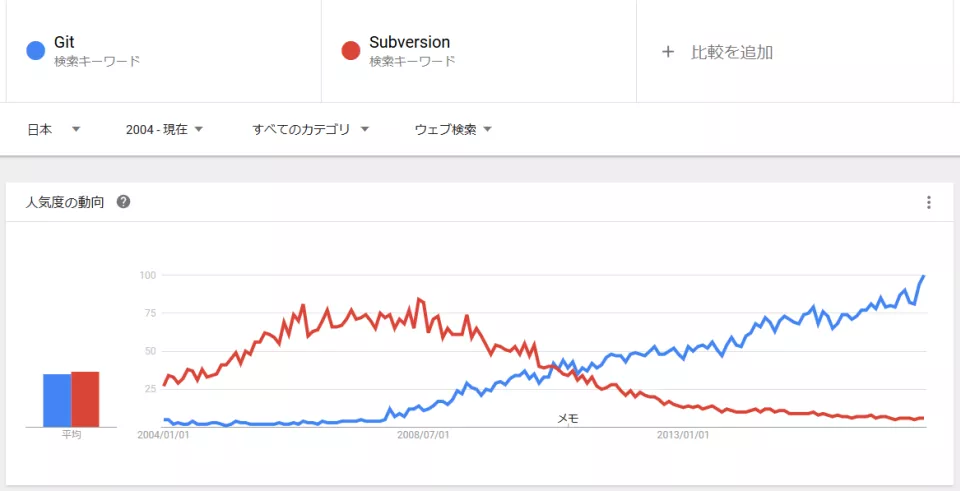 Git
検索キーワード
Subversion
検索キーワード
+ 比較を追加
日本
2004 - 現在
すべてのカテゴリ
ウェブ検索
人気度の動向 ?
100
75
50
25
メモ
平均
2004/01/01
2008/07/01
2013/01/01